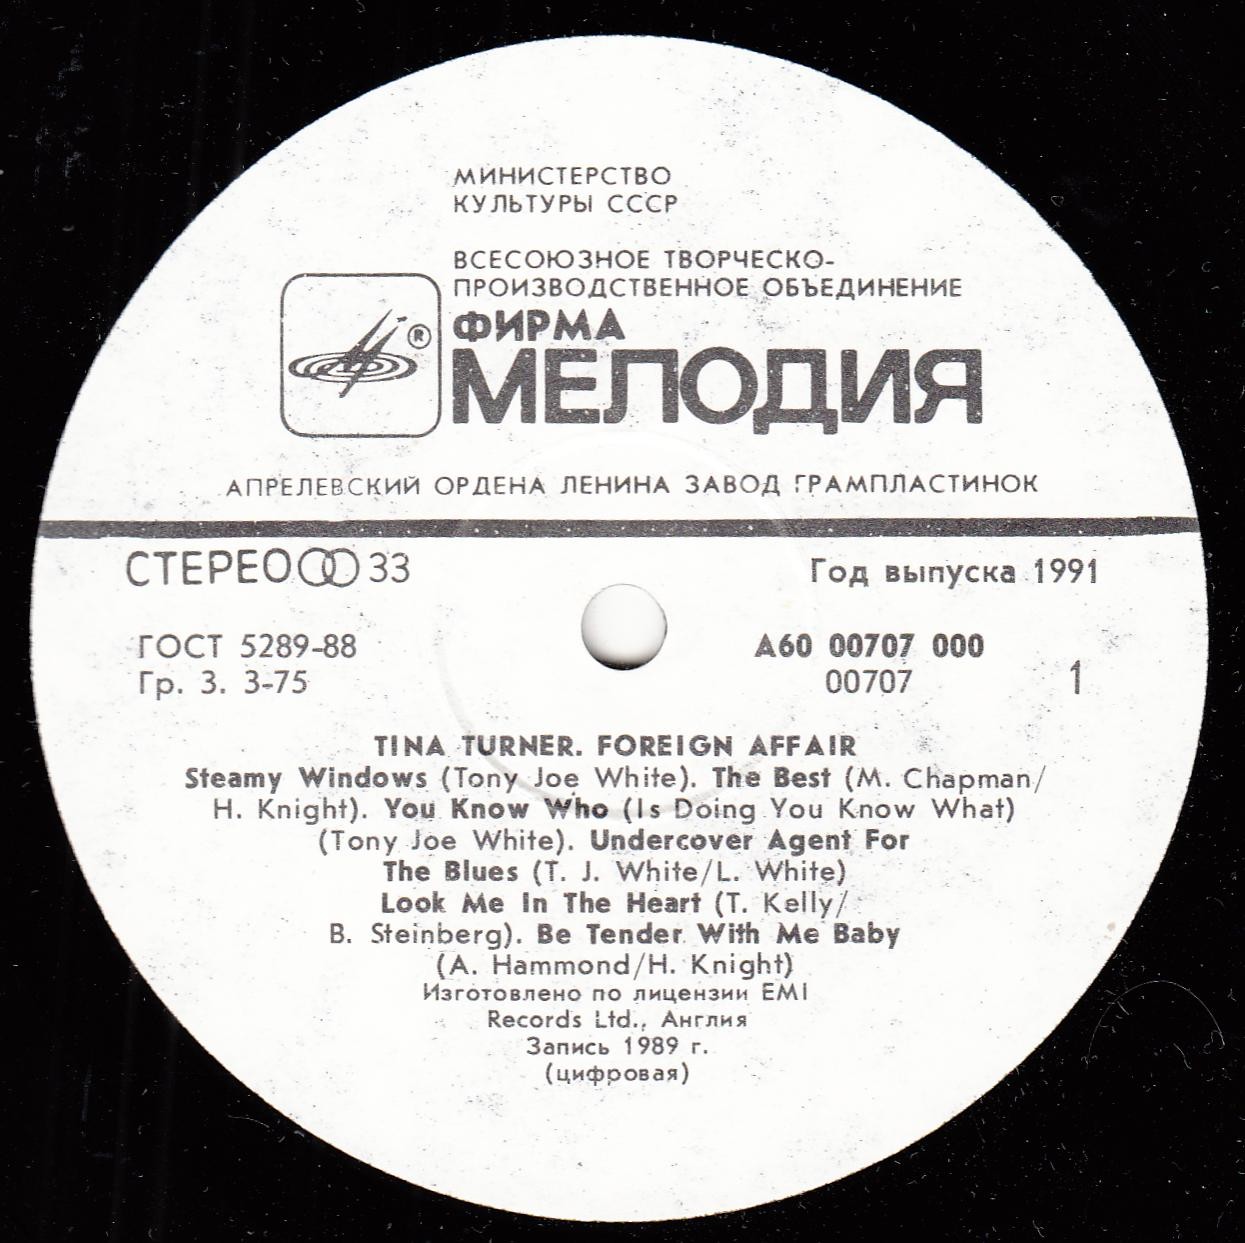 МИНИСТЕРСТВО
КУЛЬТУРЫ СССР
ВСЕСОЮЗНОЕ ТВОРЧЕСКО-
ПРОИЗВОДСТВЕННОЕ ОБЪЕДИНЕНИЕ
ФИРМА
®
МЕЛОДИЯ
АПРЕЛЕВСКИЙ ОРДЕНА ЛЕНИНА ЗАВОД ГРАМПЛАСТИНОК
СТЕРЕО 33
Год выпуска 1991
ГОСТ 5289-88
А60 00707 000
Гр. 3. 3-75
00707
1
TINA TURNER. FOREIGN AFFAIR
Steamy Windows (Tony Joe White). The Best (M. Chapman/
H. Knight). You Know Who (Is Doing You Know What)
(Tony Joe White). Undercover Agent For
The Blues (T. J. White/L. White)
Look Me In The Heart (T. Kelly/
B. Steinberg). Be Tender With Me Baby
(A. Hammond/H. Knight)
Изготовлено по лицензии EMI
Records Ltd., Англия
Запись 1989 г.
(цифровая)